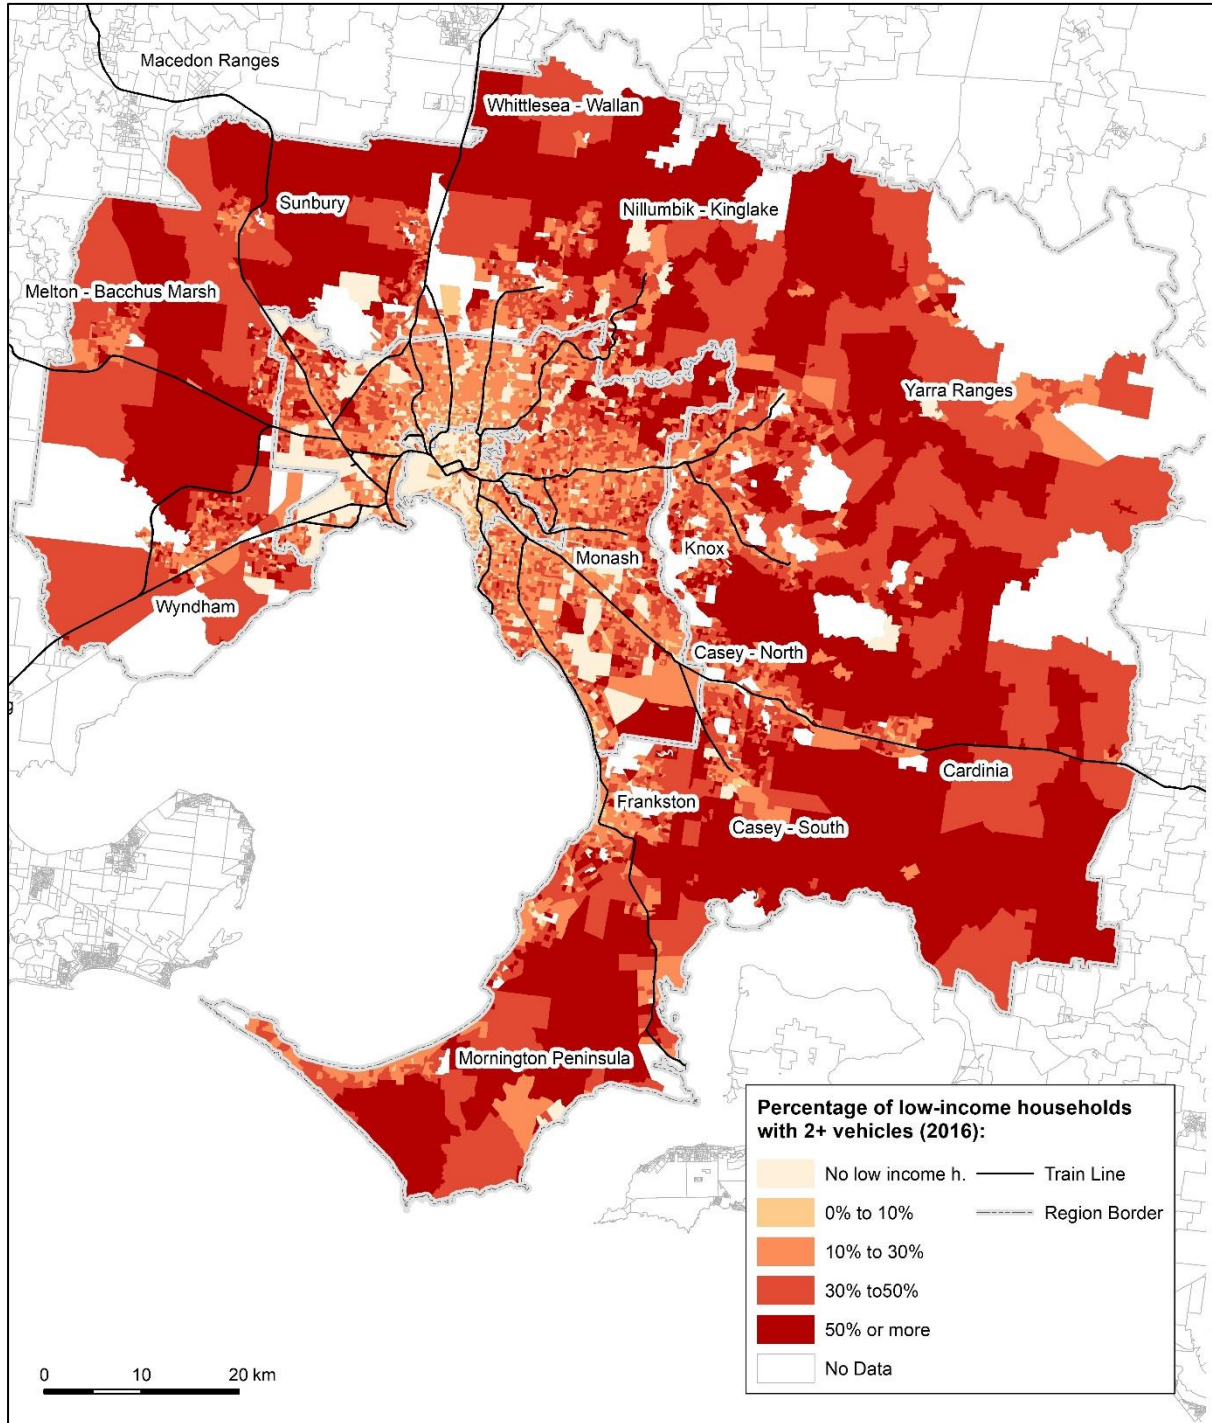 Macedon Ranges
Whittlesea - Wallan
Sunbury
Nillumbik - Kinglake
Melton - Bacchus Marsh
Yarra Ranges
Monash
Knox
Wyndham
Casey - North
g
Cardinia
Frankston
Casey - South
Mornington Peninsula
Percentage of low-income households
with 2+ vehicles (2016):
No low income h.
Train Line
0% to 10%
Region Border
10% to 30%
30% to50%
50% or more
No Data
0 10 20 km